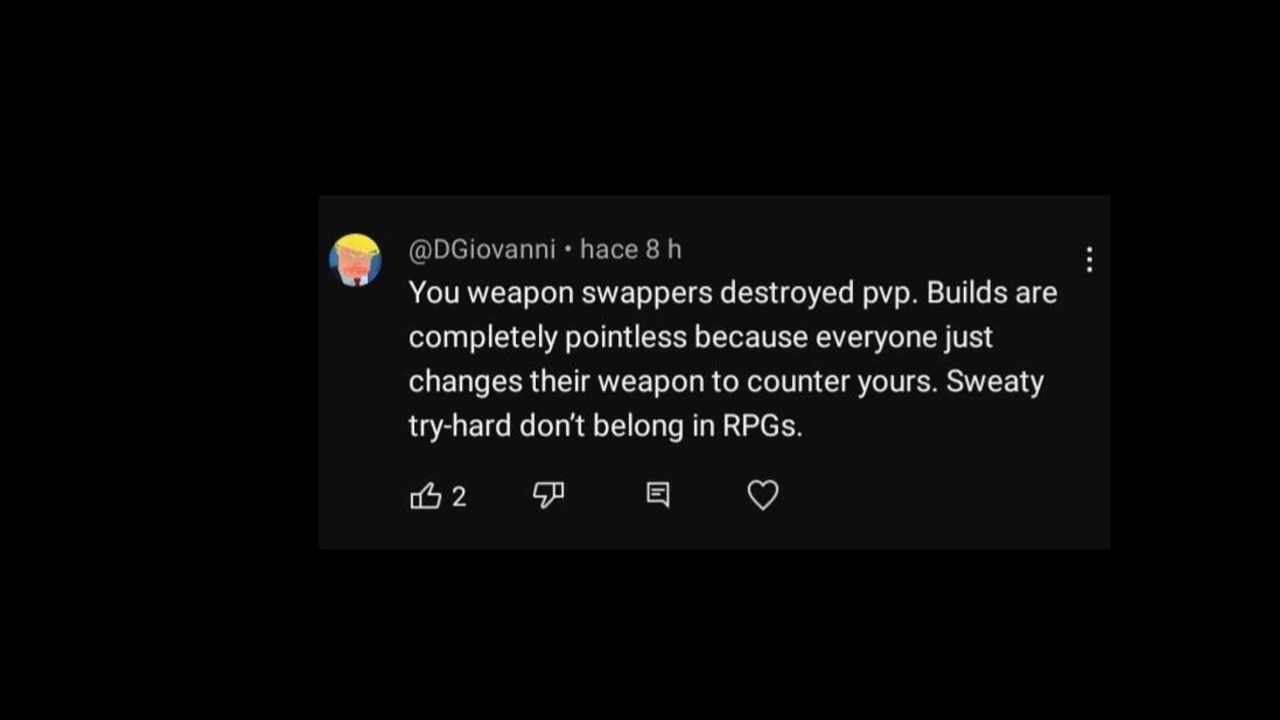 @DGiovanni • hace 8 h
You weapon swappers destroyed pvp. Builds are
completely pointless because everyone just
changes their weapon to counter yours. Sweaty
try-hard don’t belong in RPGs.
2